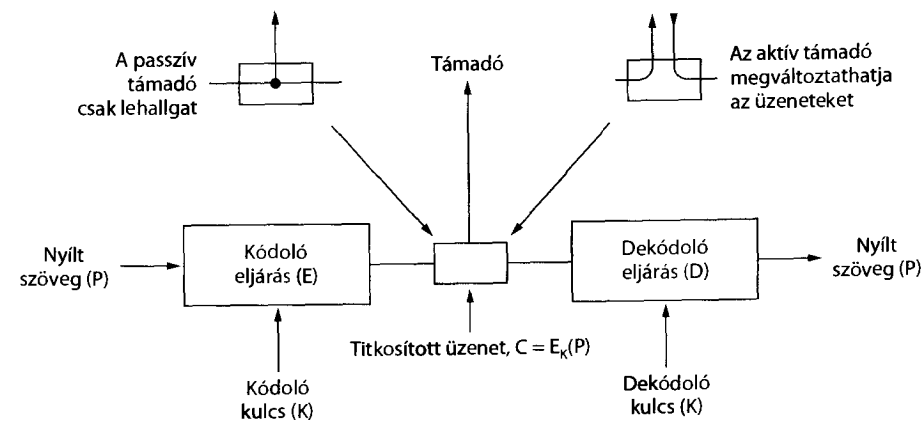 A passzív
támadó
csak lehallgat
Támadó
Az aktív támadó
megváltoztathatja
az üzeneteket
Nyílt
szöveg (P)
Kódoló
eljárás (E)
Dekódoló
eljárás (D)
Nyílt
szöveg (P)
Titkosított üzenet, C = E_K(P)
Kódoló
kulcs (K)
Dekódoló
kulcs (K)